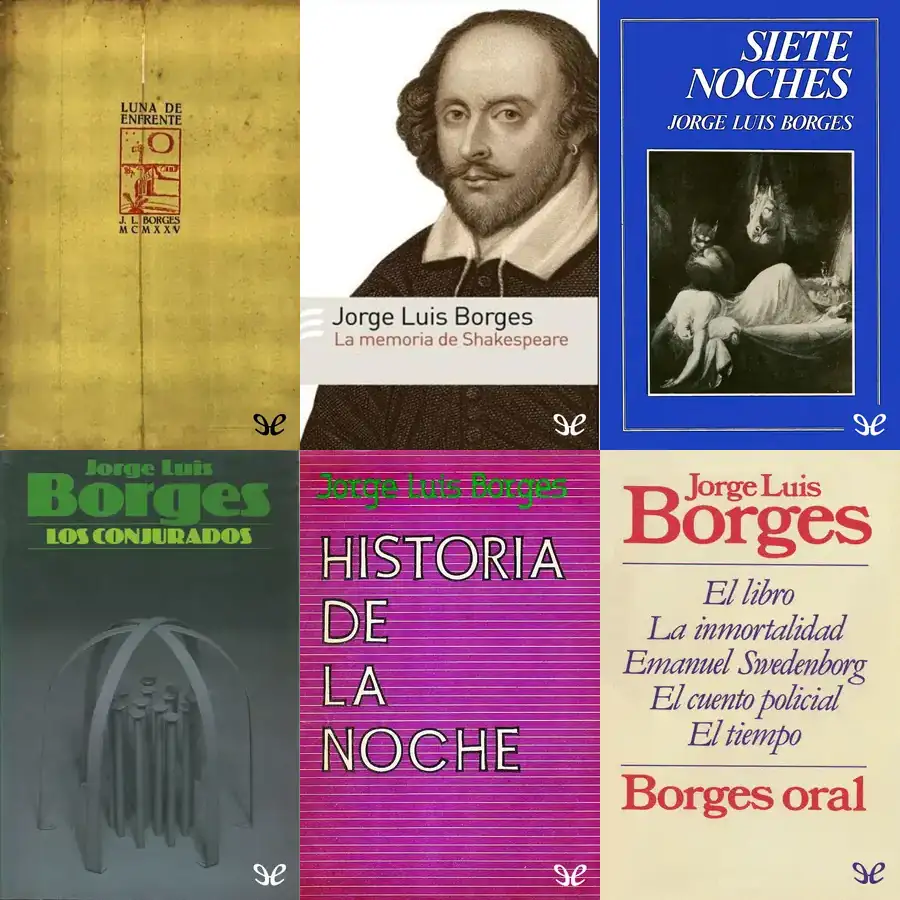 LUNA DE
ENFRENTE
J. L. BORGES
MCMXXV
Jorge Luis Borges
La memoria de Shakespeare
SIETE
NOCHES
JORGE LUIS BORGES
Jorge Luis
Borges
LOS CONJURADOS
Jorge Luis Borges
HISTORIA
DE
LA
NOCHE
Jorge Luis
Borges
El libro
La inmortalidad
Emanuel Swedenborg
El cuento policial
El tiempo
Borges oral